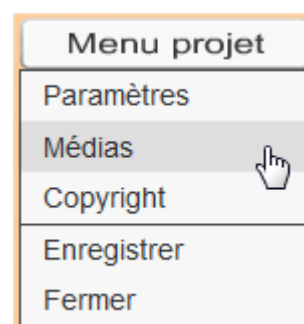 Menu projet
Paramètres
Médias
Copyright
Enregistrer
Fermer